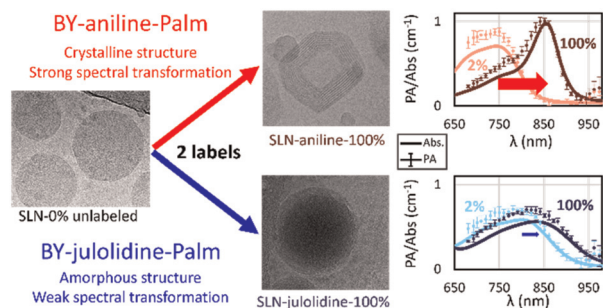 BY-aniline-Palm
Crystalline structure
Strong spectral transformation
SLN-0% unlabeled
2 labels
BY-julolidine-Palm
Amorphous structure
Weak spectral transformation
SLN-aniline-100%
SLN-julolidine-100%
PA/Abs (cm⁻¹)
1
0
2%
100%
650 750 850 950
λ (nm)
Abs.
PA
PA/Abs (cm⁻¹)
1
0
2%
100%
650 750 850 950
λ (nm)